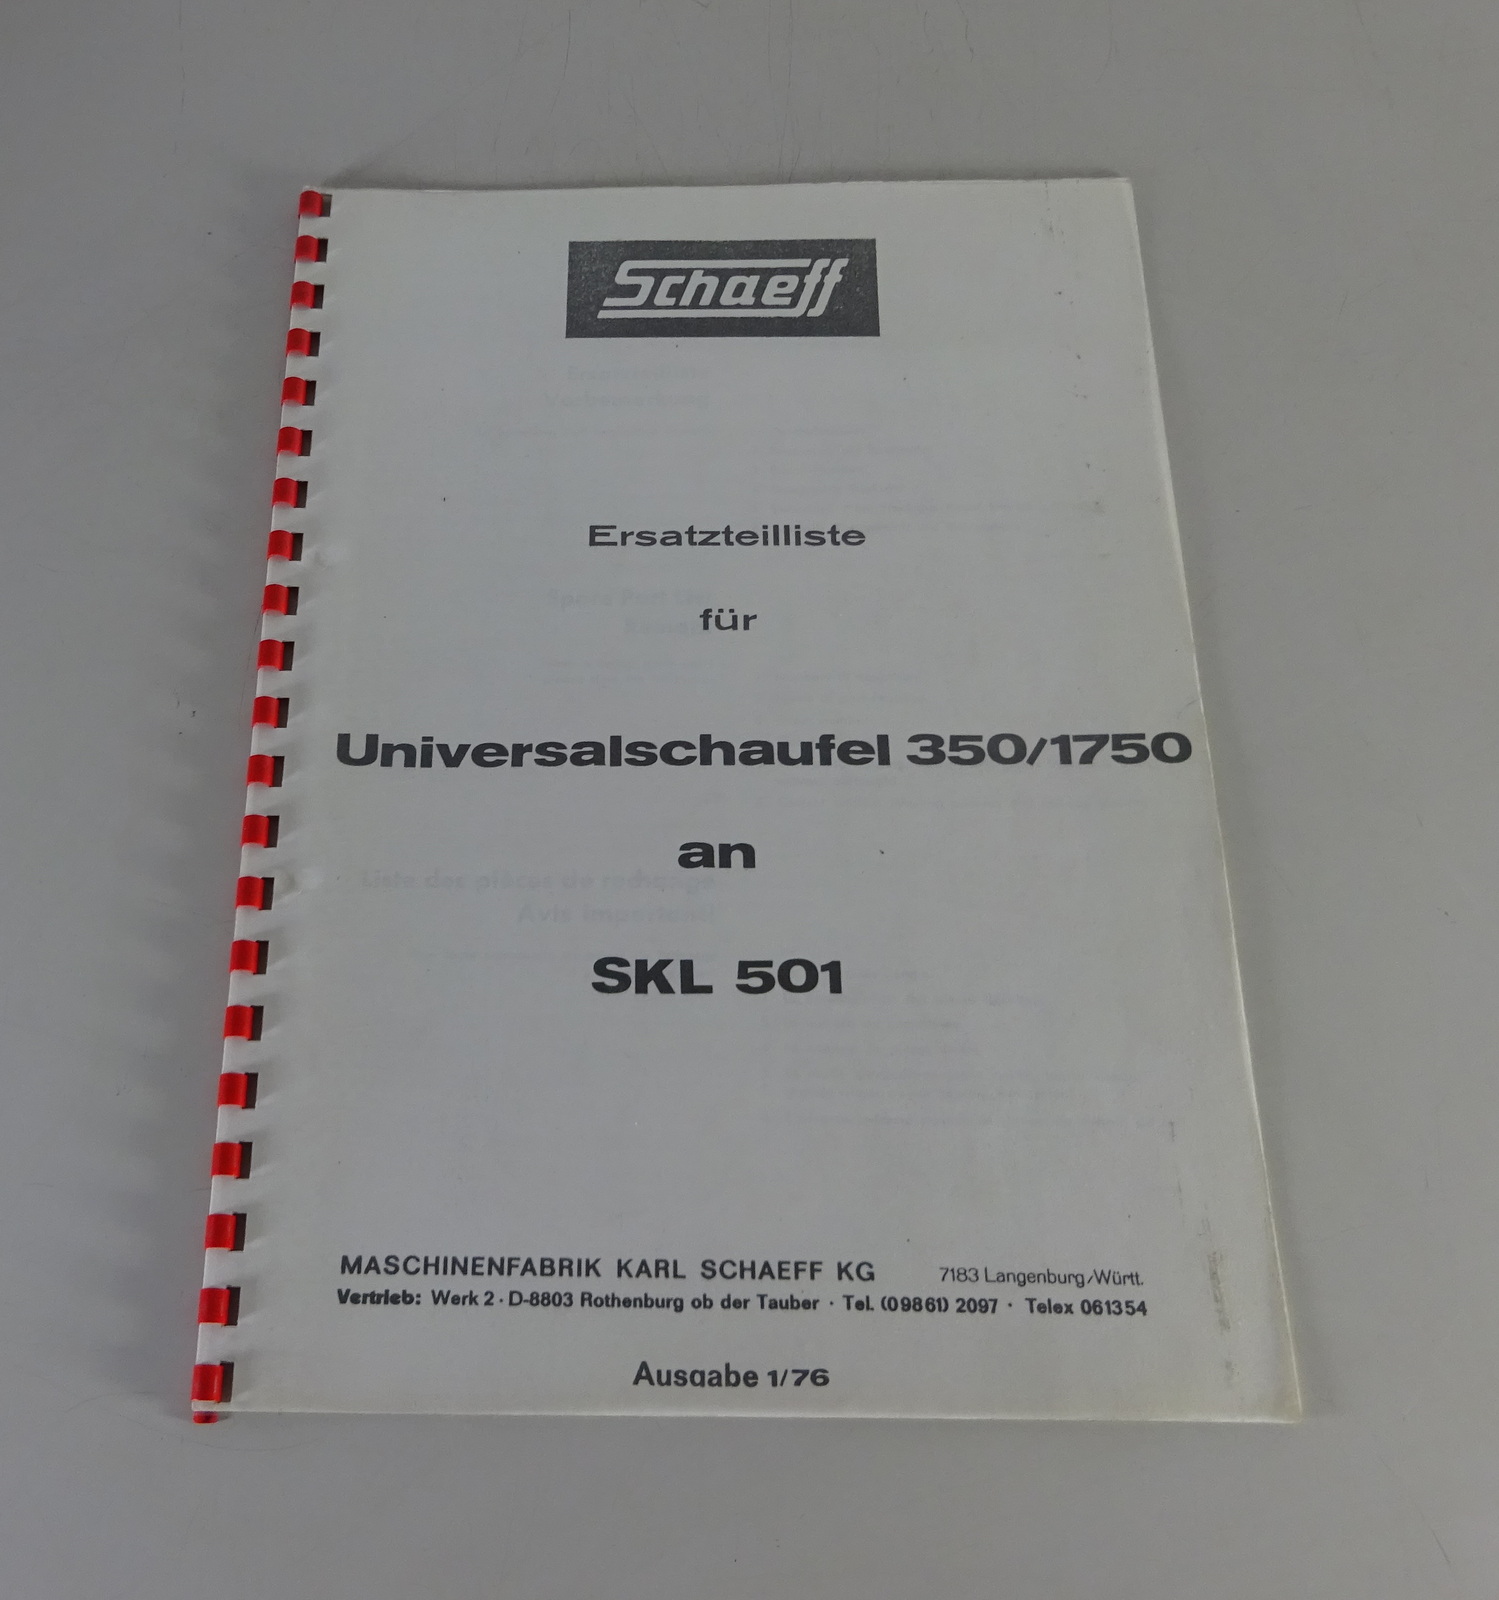 Schaeff
Ersatzteilliste
für
Universalschaufel 350/1750
an
SKL 501
MASCHINENFABRIK KARL SCHAEFF KG 7183 Langenburg/Württ.
Vertrieb: Werk 2 · D-8803 Rothenburg ob der Tauber · Tel. (09861) 2097 · Telex 061354
Ausgabe 1/76